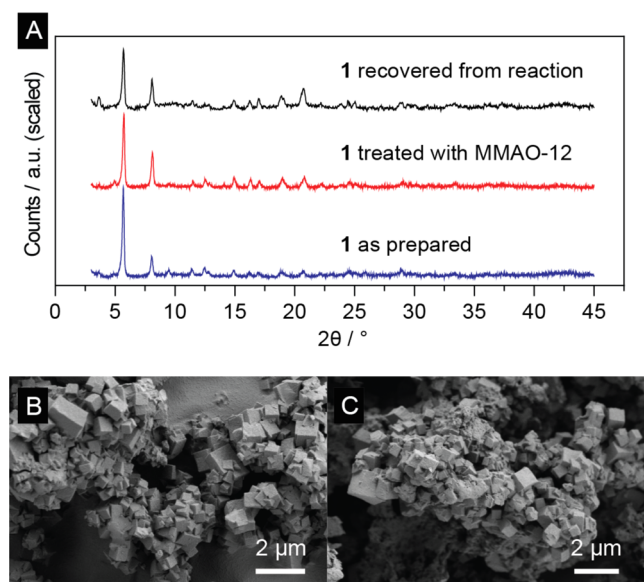 A
1 recovered from reaction
1 treated with MMAO-12
1 as prepared
Counts / a.u. (scaled)
0 5 10 15 20 25 30 35 40 45
2θ / °
B
2 μm
C
2 μm